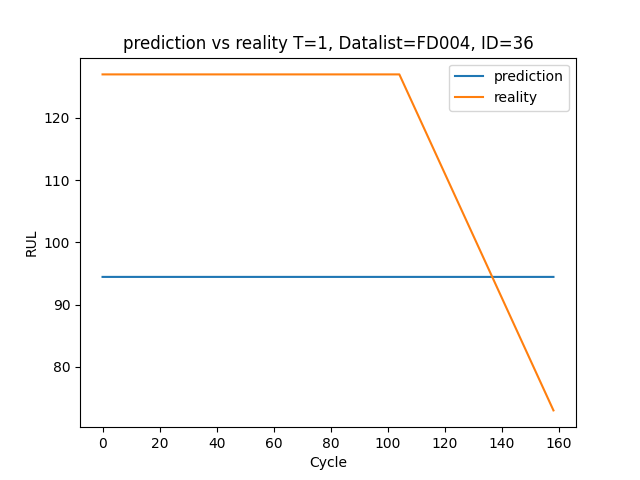 prediction vs reality T=1, Datalist=FD004, ID=36
prediction
reality
120
110
100
90
80
RUL
0 20 40 60 80 100 120 140 160
Cycle